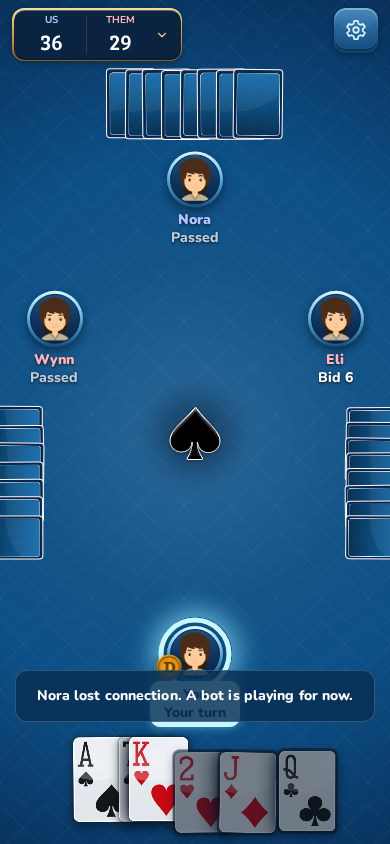 US
THEM
36
29
Nora
Passed
Wynn
Passed
Eli
Bid 6
D
Nora lost connection. A bot is playing for now.
Your turn
A
K
2
J
Q